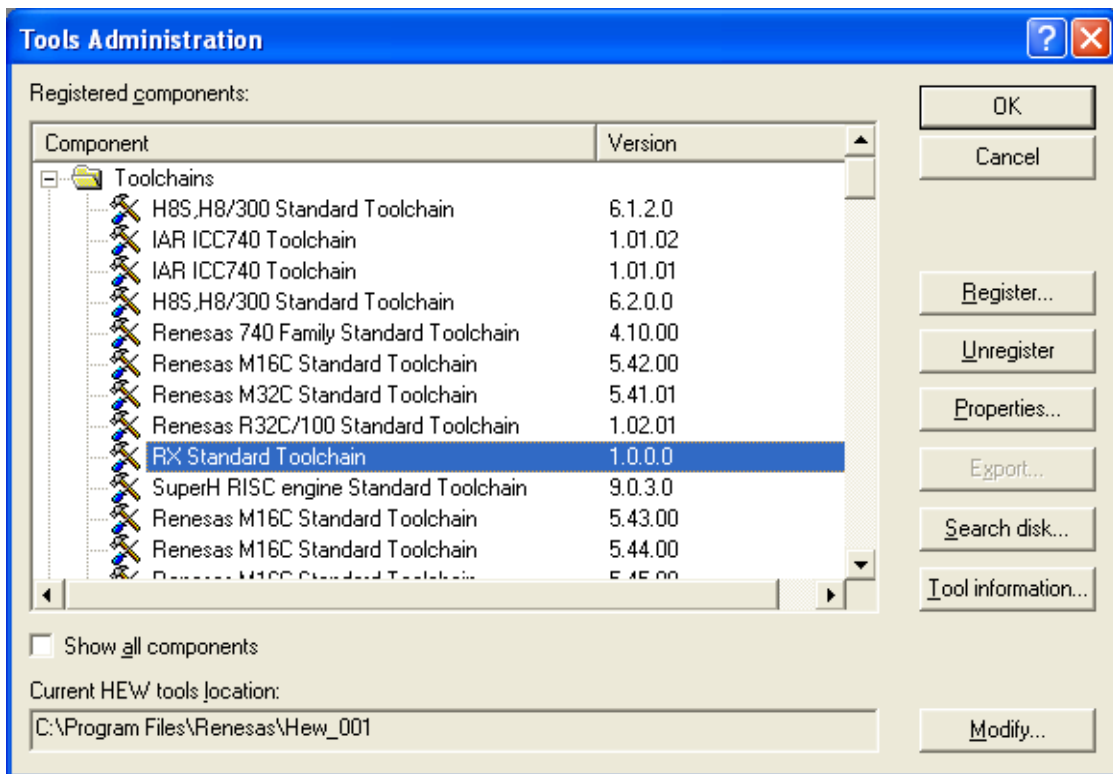 Tools Administration
Registered components:
Component Version
Toolchains
H8S,H8/300 Standard Toolchain 6.1.2.0
IAR ICC740 Toolchain 1.01.02
IAR ICC740 Toolchain 1.01.01
H8S,H8/300 Standard Toolchain 6.2.0.0
Renesas 740 Family Standard Toolchain 4.10.00
Renesas M16C Standard Toolchain 5.42.00
Renesas M32C Standard Toolchain 5.41.01
Renesas R32C/100 Standard Toolchain 1.02.01
RX Standard Toolchain 1.0.0.0
SuperH RISC engine Standard Toolchain 9.0.3.0
Renesas M16C Standard Toolchain 5.43.00
Renesas M16C Standard Toolchain 5.44.00
Show all components
Current HEW tools location:
C:\Program Files\Renesas\Hew_001
OK
Cancel
Register...
Unregister
Properties...
Export...
Search disk...
Tool information...
Modify...